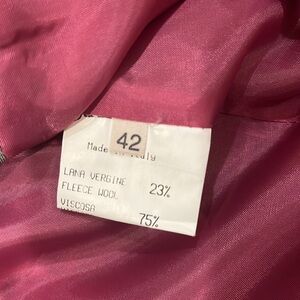 42
Made in Italy
LANA VERGINE
FLEECE WOOL 23%
VISCOSA
75%